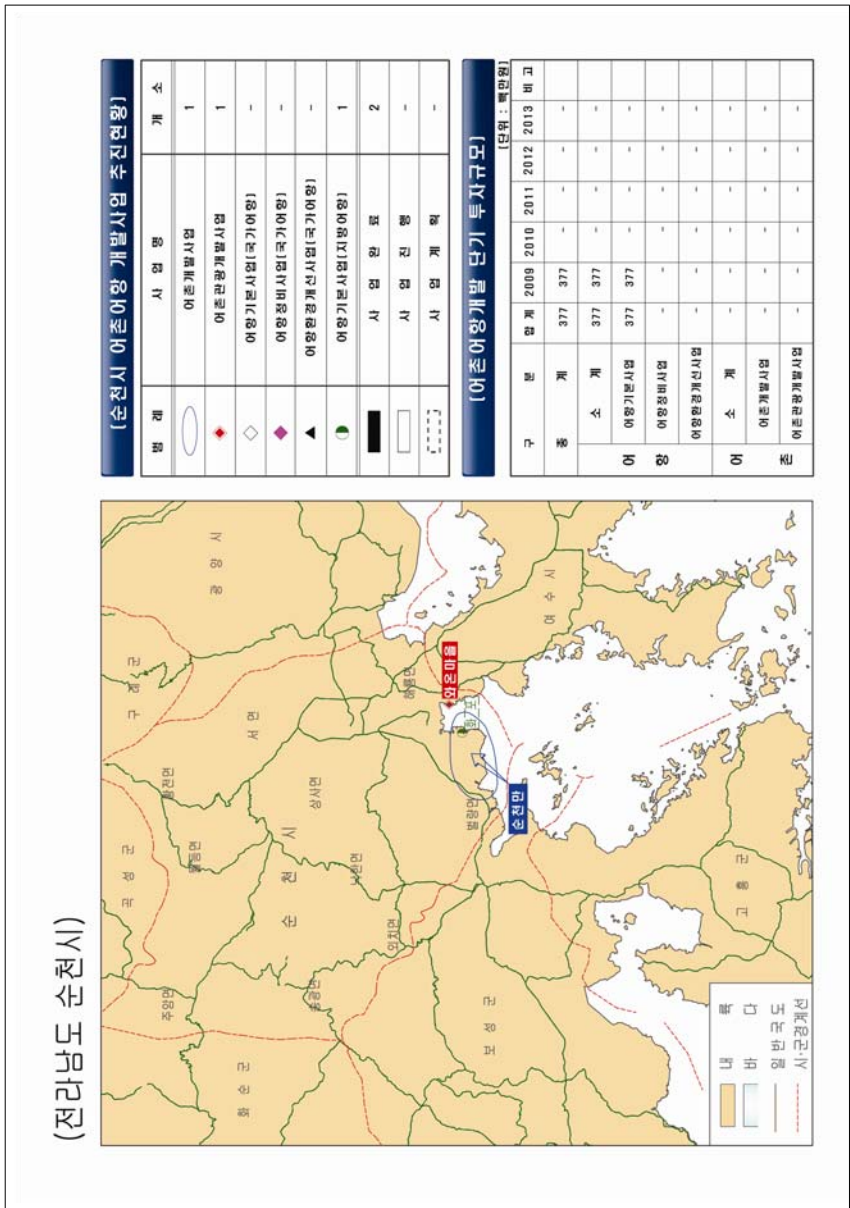 (전라남도 순천시)
구례군
광양시
곡성군
황전면
월등면
주암면
서면
상사면
순천시
해룡면
낙안면
외치면
송광면
화순군
와온마을
화포
별량면
순천만
여수시
보성군
고흥군
내륙
바다
일반국도
시·군경계선
[순천시 어촌어항 개발사업 추진현황]
범례 사업명 개소
어촌개발사업 1
어촌관광개발사업 1
어항기본사업(국가어항) -
어항정비사업(국가어항) -
어항환경개선사업(국가어항) -
어항기본사업(지방어항) 1
사업완료 2
사업진행 -
사업계획 -
[어촌어항개발 단기 투자규모]
(단위 : 백만원)
구분 합계 2009 2010 2011 2012 2013 비고
총계 377 377 - - - -
어항 소계 377 377 - - - -
어항기본사업 377 377 - - - -
어항정비사업 - - - - - -
어항환경개선사업 - - - - - -
어촌 소계 - - - - - -
어촌개발사업 - - - - - -
어촌관광개발사업 - - - - - -